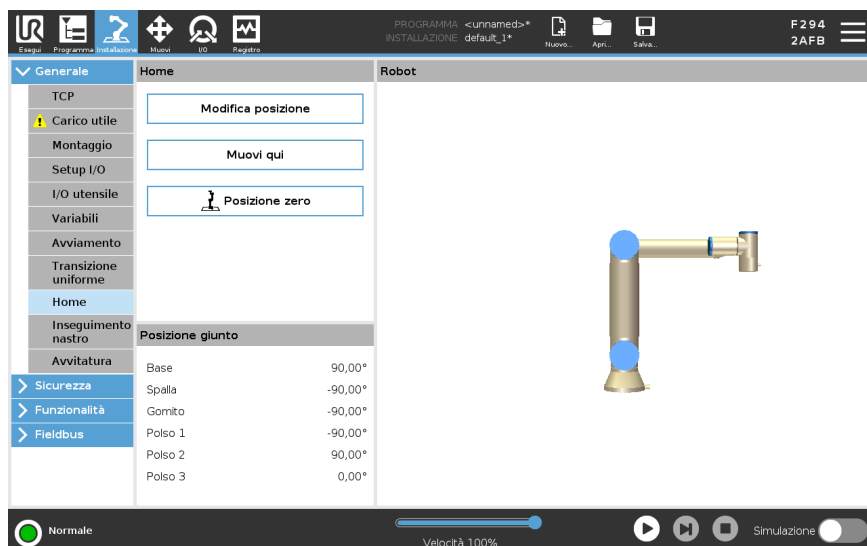 UR
Esegui
Programma
Installazione
Muovi
I/O
Registro
PROGRAMMA <unnamed>*
INSTALLAZIONE default_1*
Nuovo...
Apri...
Salva...
F294
2AFB
Generale
TCP
Carico utile
Montaggio
Setup I/O
I/O utensile
Variabili
Avviamento
Transizione
uniforme
Home
Inseguimento
nastro
Avvitatura
Sicurezza
Funzionalità
Fieldbus
Home
Modifica posizione
Muovi qui
Posizione zero
Posizione giunto
Base 90,00°
Spalla -90,00°
Gomito -90,00°
Polso 1 -90,00°
Polso 2 90,00°
Polso 3 0,00°
Robot
Normale
Velocità 100%
Simulazione